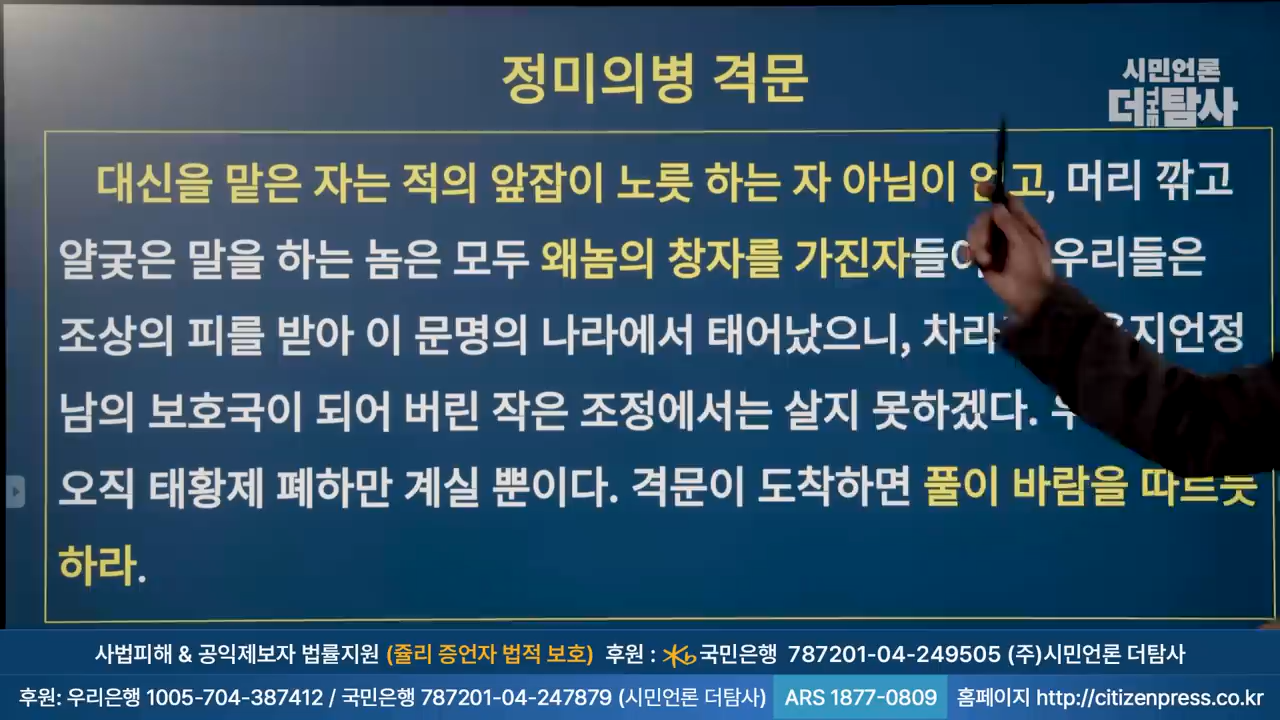 정미의병 격문
시민언론
더탐사
대신을 맡은 자는 적의 앞잡이 노릇 하는 자 아님이 고, 머리 깎고
얄궂은 말을 하는 놈은 모두 왜놈의 창자를 가진자들이 우리들은
조상의 피를 받아 이 문명의 나라에서 태어났으니, 지언정
남의 보호국이 되어 버린 작은 조정에서는 살지 못하겠다.
오직 태황제 폐하만 계실 뿐이다. 격문이 도착하면 풀이 바람을 따르듯
하라.
사법피해 & 공익제보자 법률지원 (쥴리 증언자 법적 보호) 후원 : 국민은행 787201-04-249505 (주)시민언론 더탐사
후원: 우리은행 1005-704-387412 / 국민은행 787201-04-247879 (시민언론 더탐사) ARS 1877-0809 홈페이지 http://citizenpress.co.kr